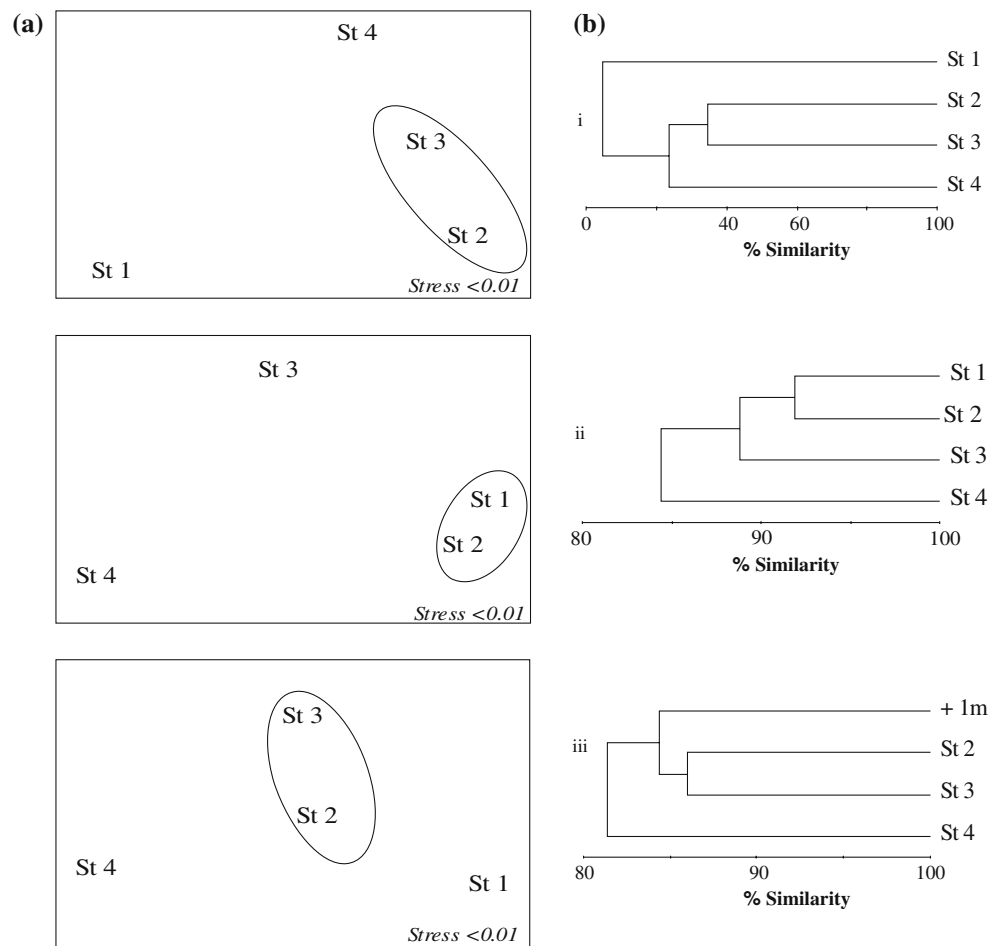 (a)
St 4
St 3
St 2
St 1
Stress <0.01
(b)
i
St 1
St 2
St 3
St 4
0 40 60 100
% Similarity
St 3
St 1
St 2
St 4
Stress <0.01
ii
St 1
St 2
St 3
St 4
80 90 100
% Similarity
St 3
St 2
St 4
St 1
Stress <0.01
iii
+ 1m
St 2
St 3
St 4
80 90 100
% Similarity